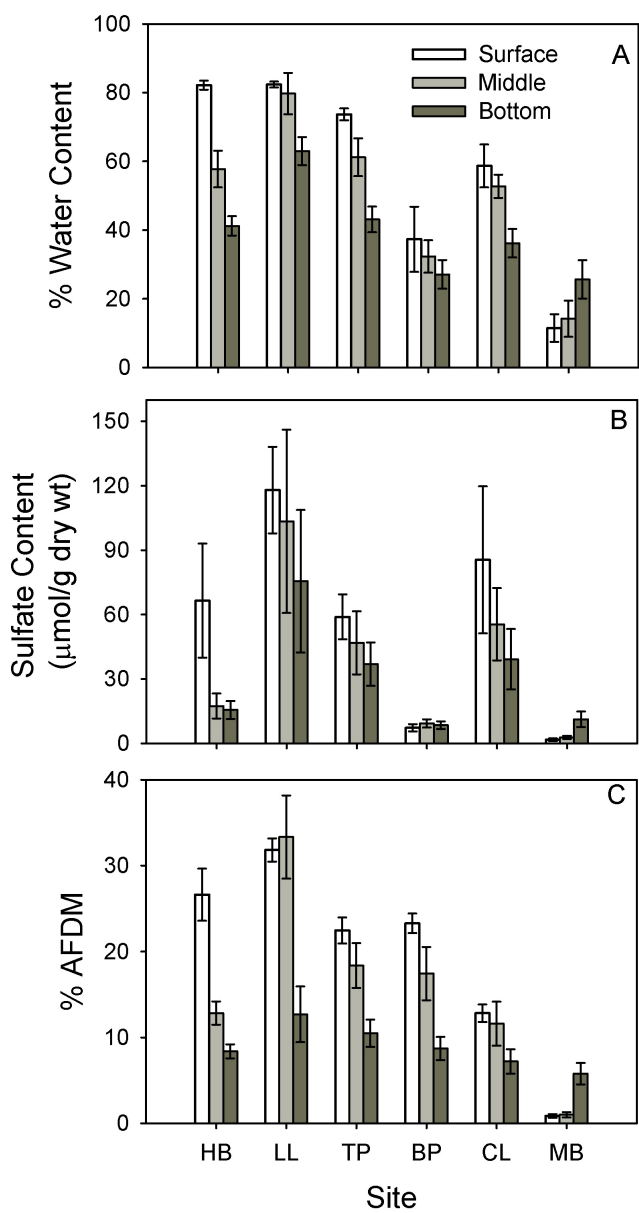 A
Surface
Middle
Bottom
100
80
60
40
20
0
% Water Content
B
150
120
90
60
30
0
Sulfate Content
(µmol/g dry wt)
C
40
30
20
10
0
% AFDM
HB LL TP BP CL MB
Site